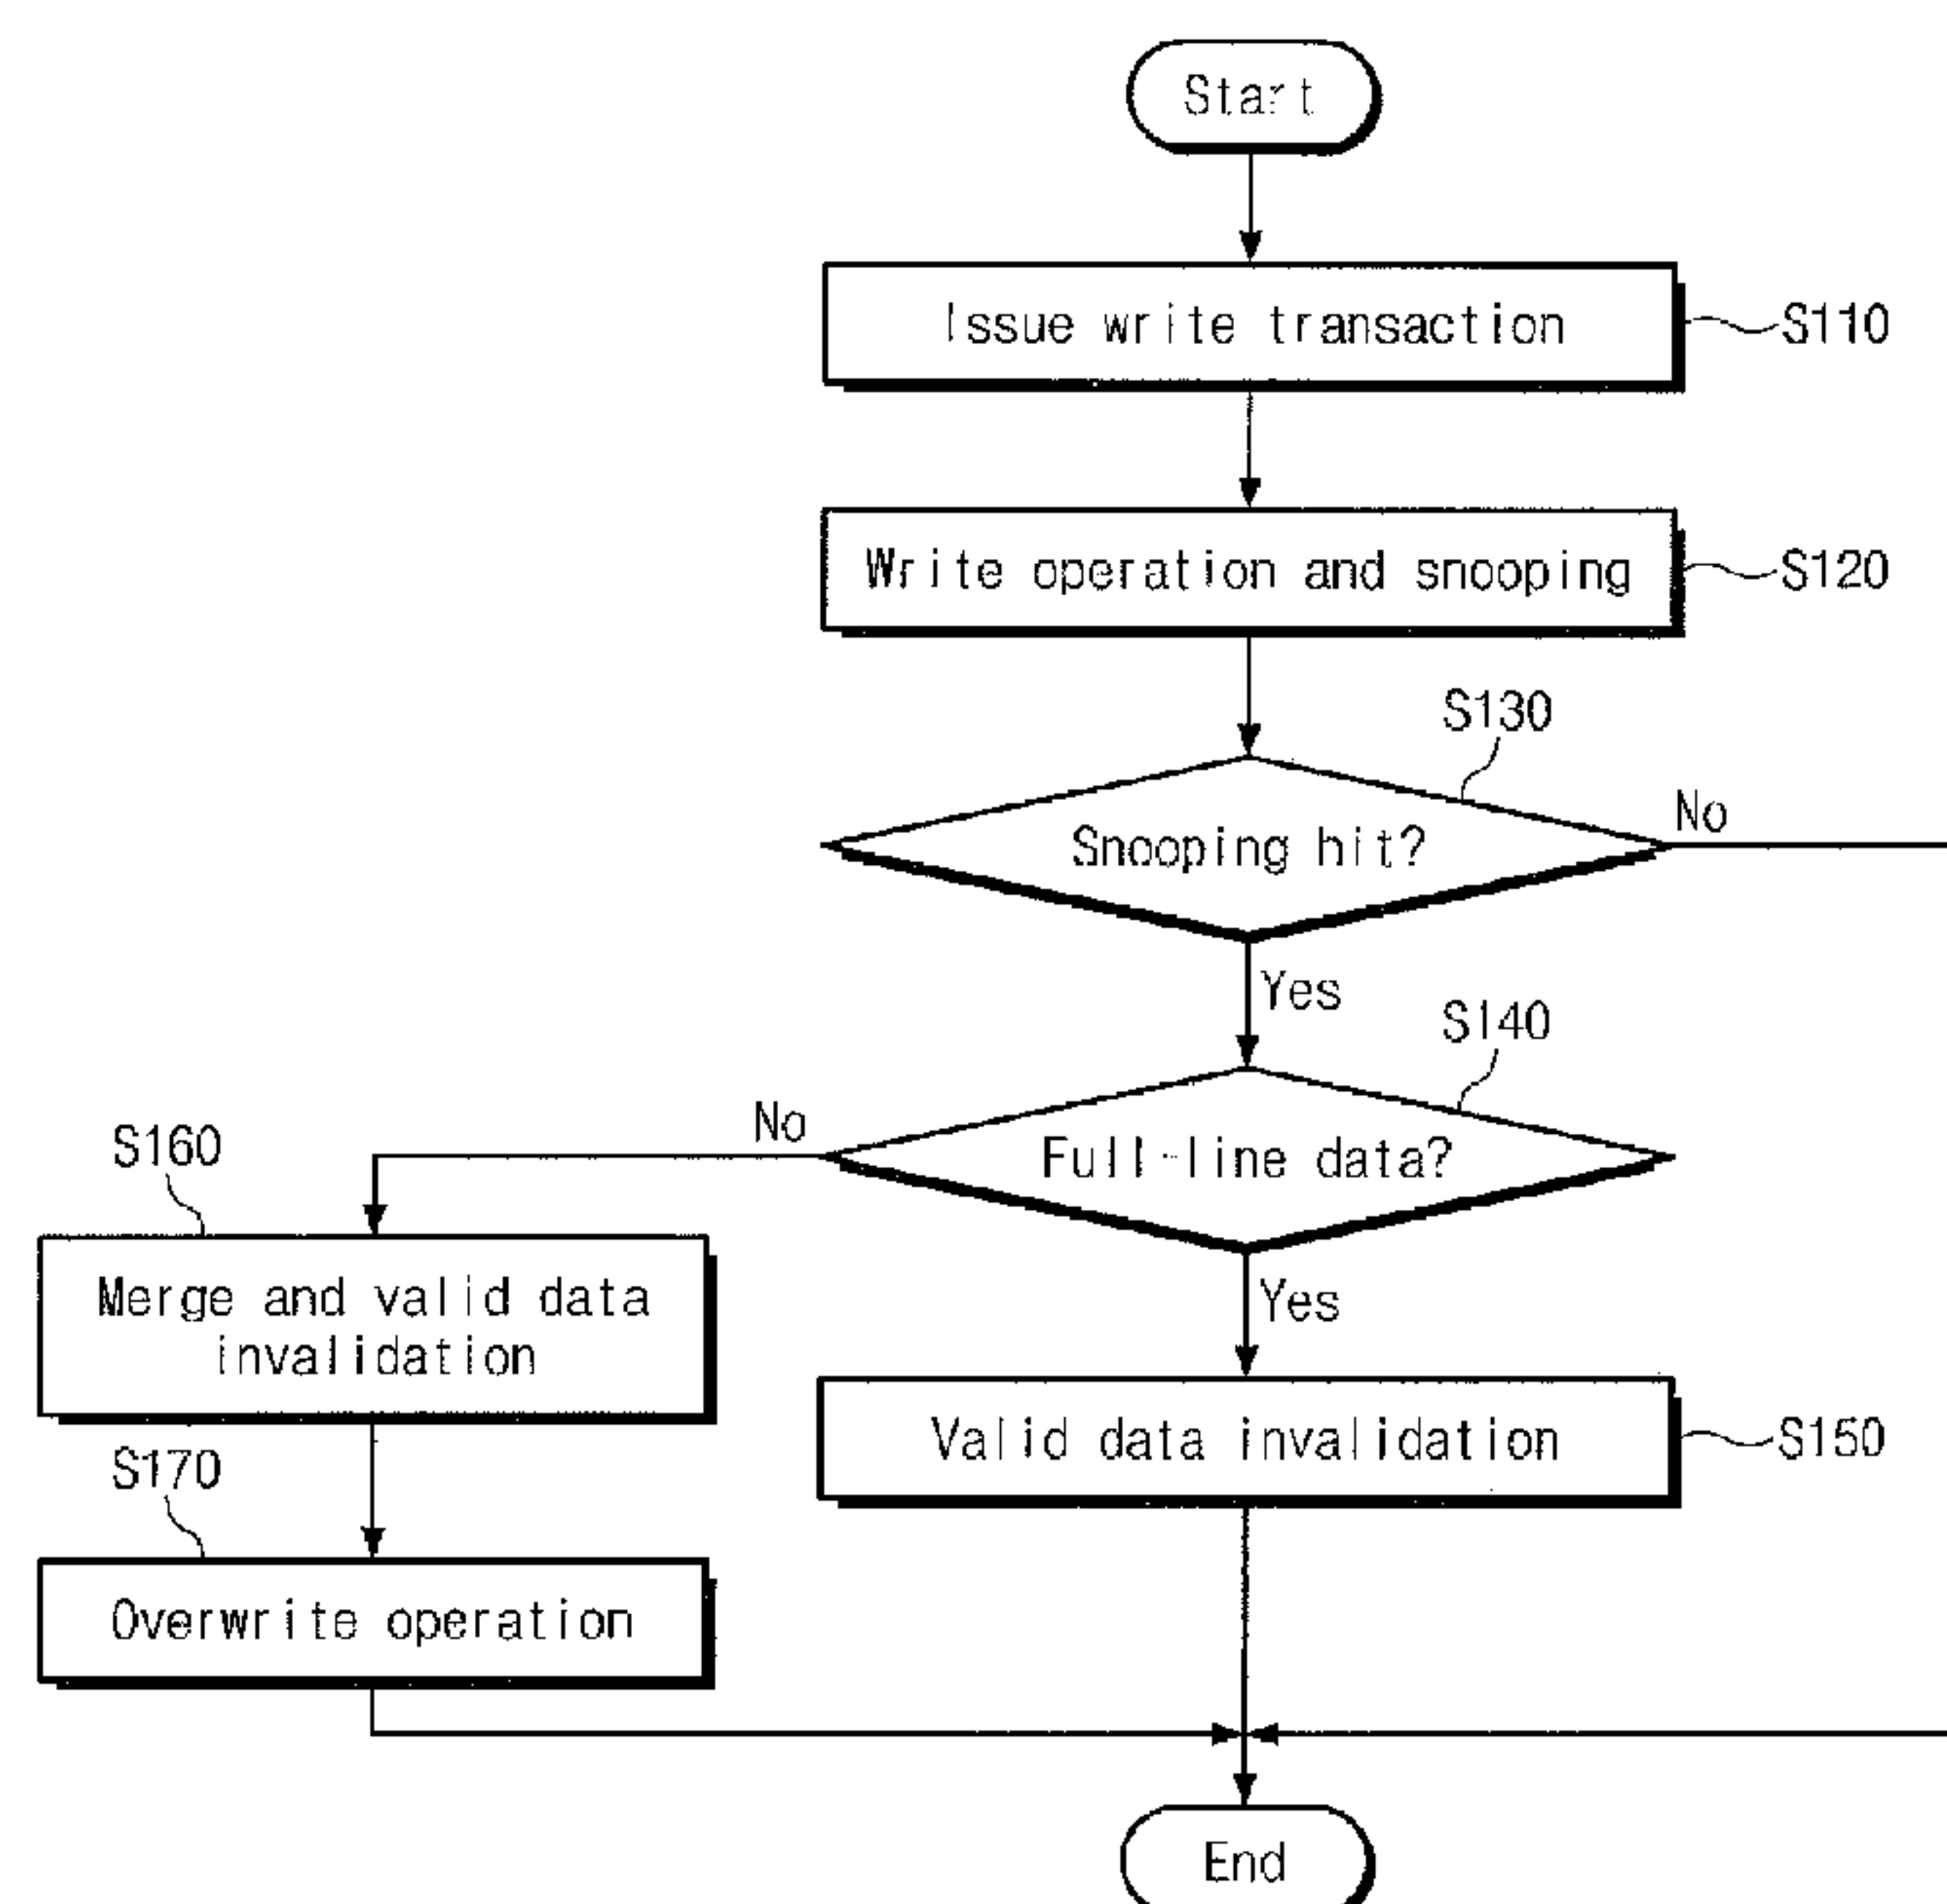 Start
Issue write transaction
S110
Write operation and snooping
S120
S130
Snooping hit?
No
Yes
S140
Full-line data?
No
Yes
S160
Merge and valid data
invalidation
Valid data invalidation
S150
S170
Overwrite operation
End